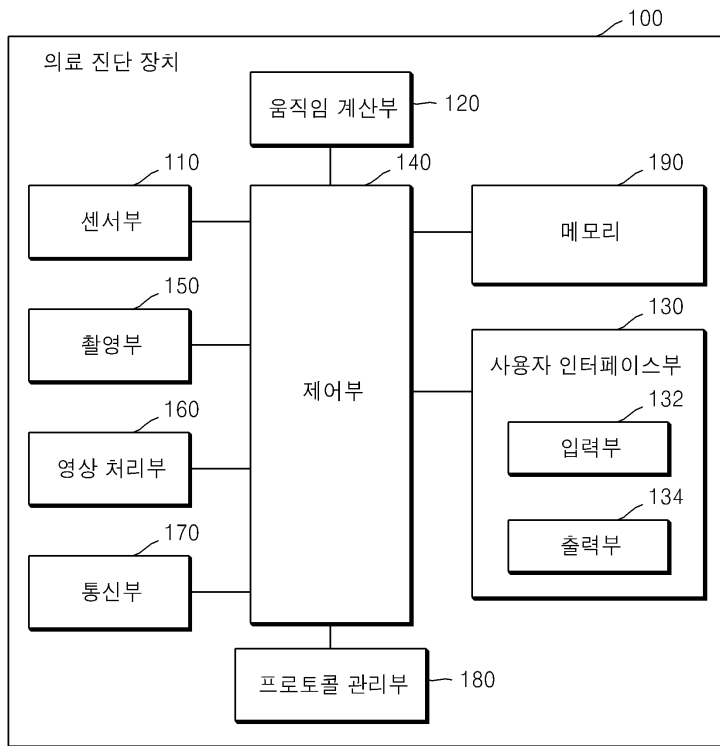 100
의료 진단 장치
움직임 계산부
120
110
센서부
140
제어부
190
메모리
150
촬영부
130
사용자 인터페이스부
132
입력부
134
출력부
160
영상 처리부
170
통신부
프로토콜 관리부
180